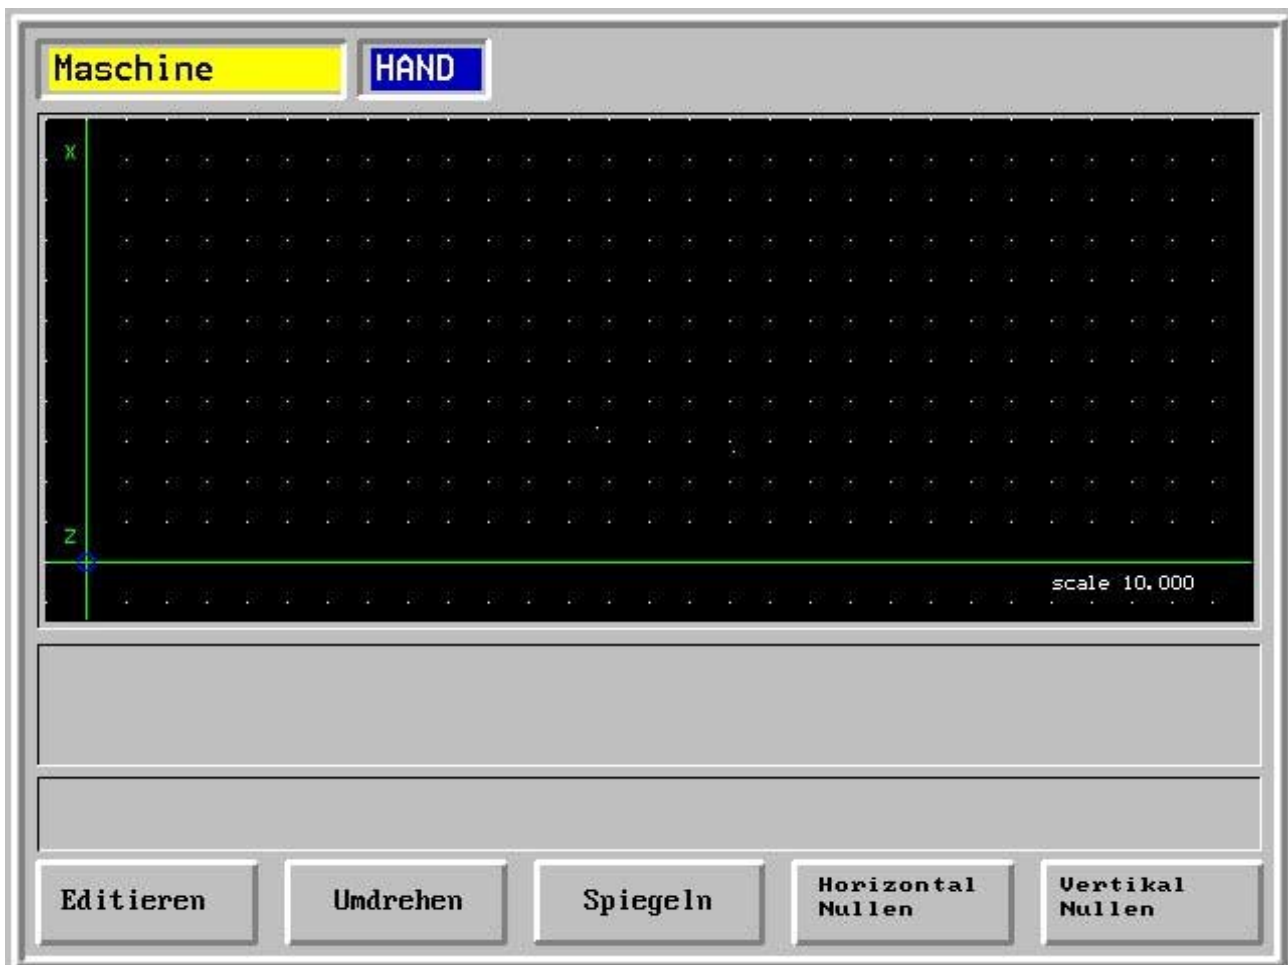 Maschine HAND
X
Z
scale 10.000
Editieren Umdrehen Spiegeln Horizontal Nullen Vertikal Nullen